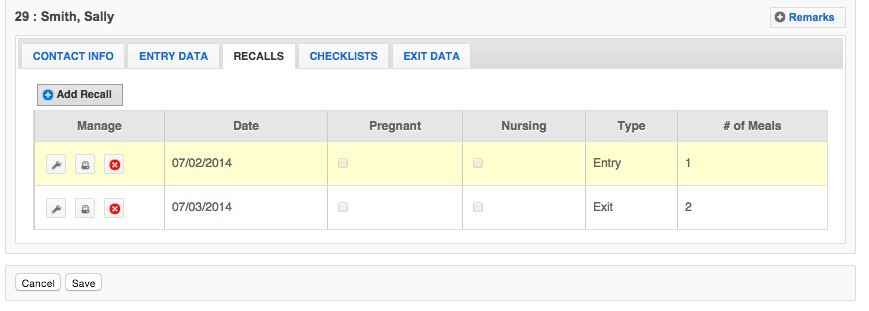 29 : Smith, Sally
Remarks
CONTACT INFO ENTRY DATA RECALLS CHECKLISTS EXIT DATA
Add Recall
Manage Date Pregnant Nursing Type # of Meals
07/02/2014 Entry 1
07/03/2014 Exit 2
Cancel Save